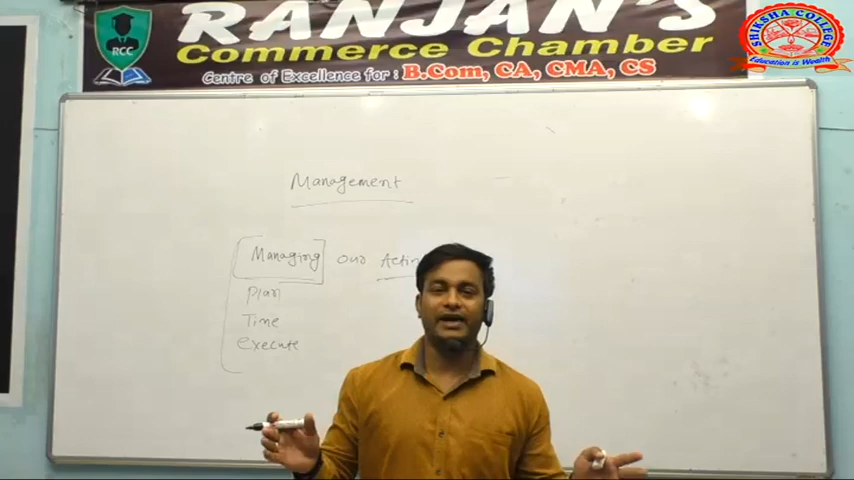 RANJAN'S
Commerce Chamber
Centre of Excellence for : B.Com, CA, CMA, CS
RCC
SHIKSHA COLLEGE
Education is Wealth
Management
Managing our Actin
Plan
Time
Execute